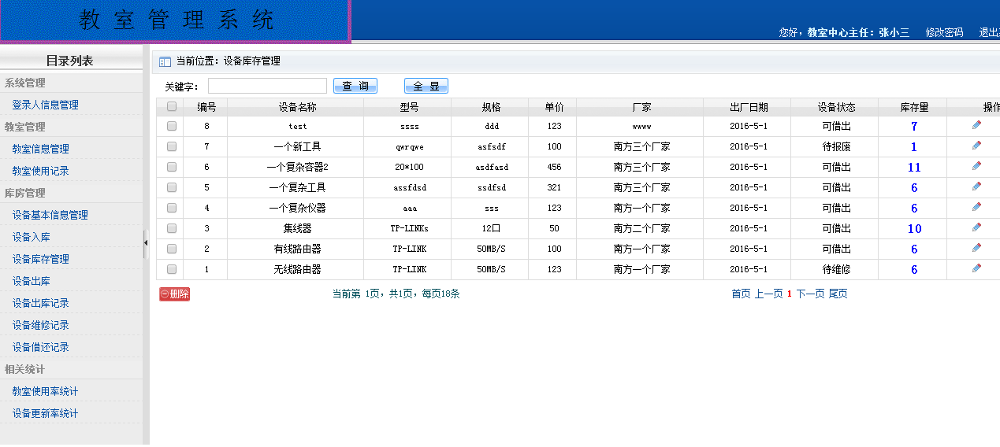 教室管理系统
您好，教室中心主任：张小三 修改密码 退出
目录列表
系统管理
登录人信息管理
教室管理
教室信息管理
教室使用记录
库房管理
设备基本信息管理
设备入库
设备库存管理
设备出库
设备出库记录
设备维修记录
设备借还记录
相关统计
教室使用率统计
设备更新率统计
当前位置：设备库存管理
关键字： 查 询 全 显
编号 设备名称 型号 规格 单价 厂家 出厂日期 设备状态 库存量 操作
8 test ssss ddd 123 wwww 2016-5-1 可借出 7
7 一个新工具 qwrqwe asfsdf 100 南方三个厂家 2016-5-1 待报废 1
6 一个复杂容器2 20*100 asdfasd 456 南方三个厂家 2016-5-1 可借出 11
5 一个复杂工具 assfdsd ssdfsd 321 南方三个厂家 2016-5-1 可借出 6
4 一个复杂仪器 aaa sss 123 南方一个厂家 2016-5-1 可借出 6
3 集线器 TP-LINKs 12口 50 南方二个厂家 2016-5-1 可借出 10
2 有线路由器 TP-LINK 50MB/S 100 南方一个厂家 2016-5-1 可借出 6
1 无线路由器 TP-LINK 50MB/S 123 南方一个厂家 2016-5-1 待维修 6
删除 当前第 1页，共1页，每页18条 首页 上一页 1 下一页 尾页